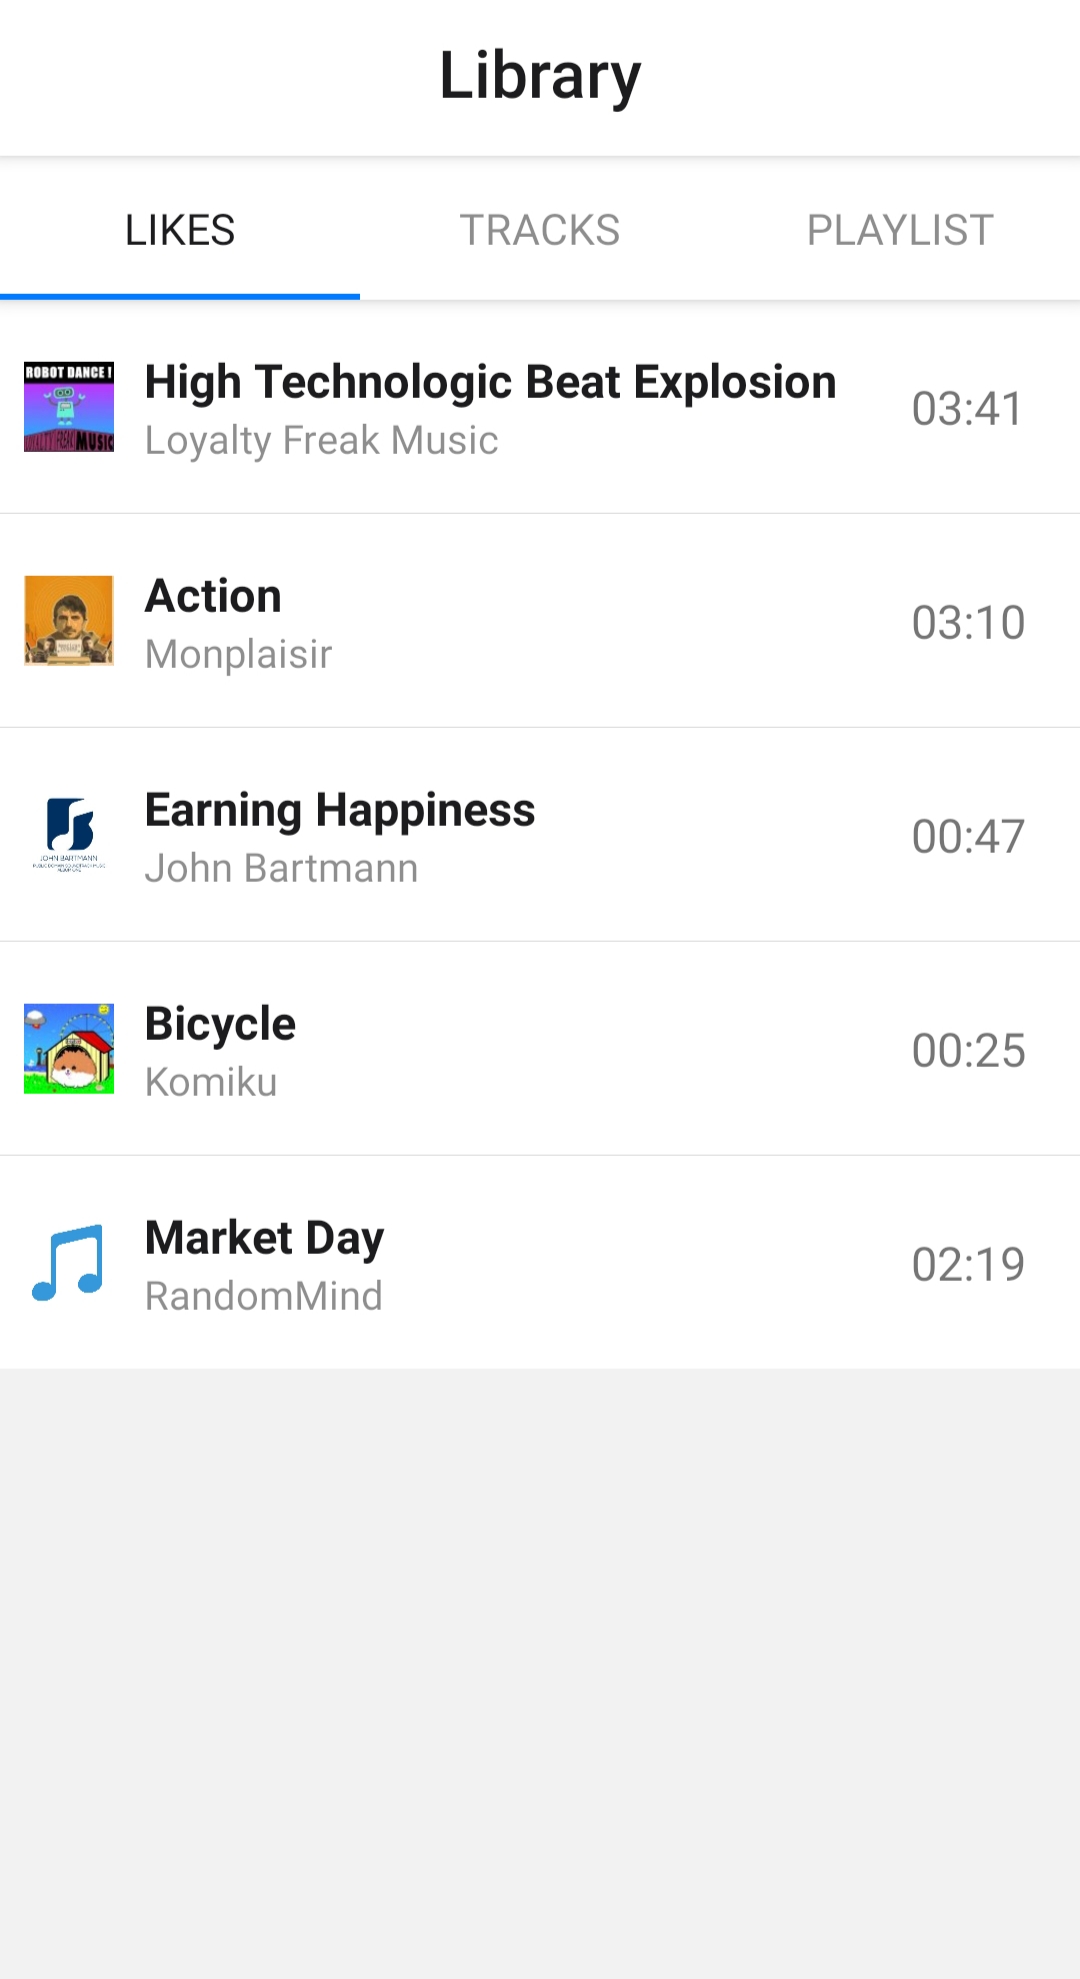 Library
LIKES TRACKS PLAYLIST
ROBOT DANCE !
LOYALTY FREAK MUSIC
High Technologic Beat Explosion
Loyalty Freak Music
03:41
Action
Monplaisir
03:10
JOHN BARTMANN
Earning Happiness
John Bartmann
00:47
Bicycle
Komiku
00:25
Market Day
RandomMind
02:19